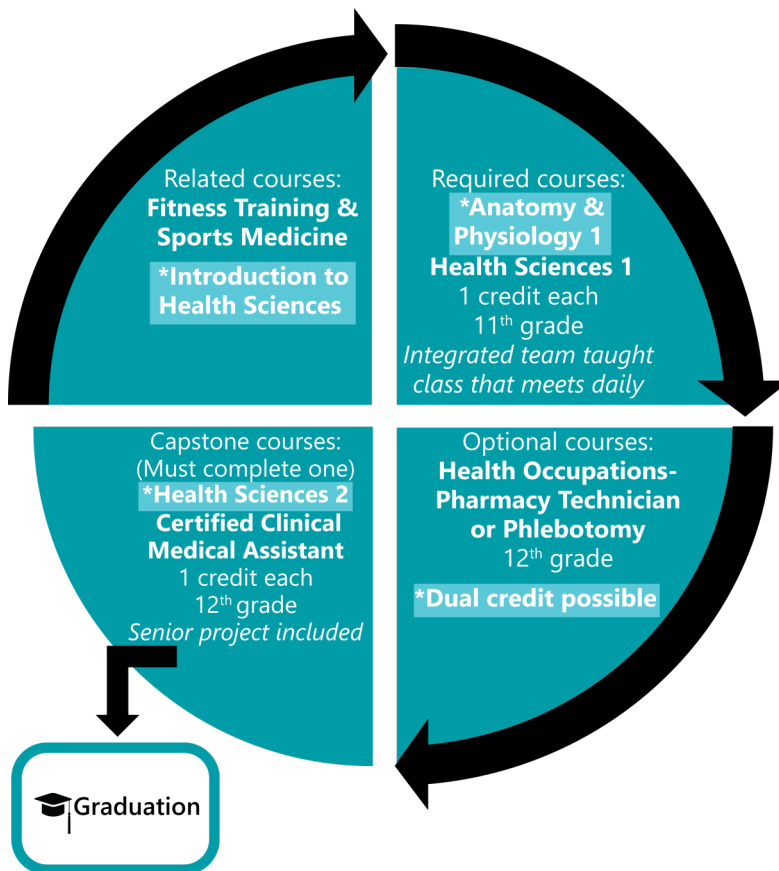 Related courses:
Fitness Training &
Sports Medicine
*Introduction to
Health Sciences
Required courses:
*Anatomy &
Physiology 1
Health Sciences 1
1 credit each
11th grade
Integrated team taught
class that meets daily
Optional courses:
Health Occupations-
Pharmacy Technician
or Phlebotomy
12th grade
*Dual credit possible
Capstone courses:
(Must complete one)
*Health Sciences 2
Certified Clinical
Medical Assistant
1 credit each
12th grade
Senior project included
Graduation